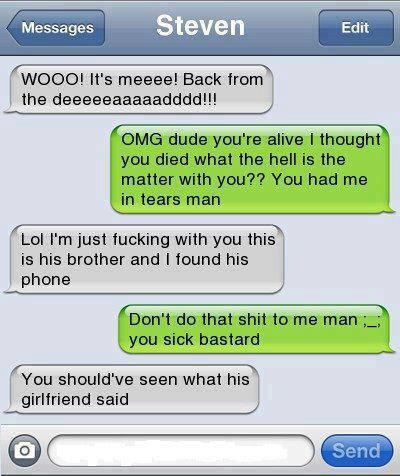 Messages
Steven
Edit
WOOO! It's meeee! Back from
the deeeeeaaaaadddd!!!
OMG dude you're alive I thought
you died what the hell is the
matter with you?? You had me
in tears man
Lol I'm just fucking with you this
is his brother and I found his
phone
Don't do that shit to me man ;_;
you sick bastard
You should've seen what his
girlfriend said
Send